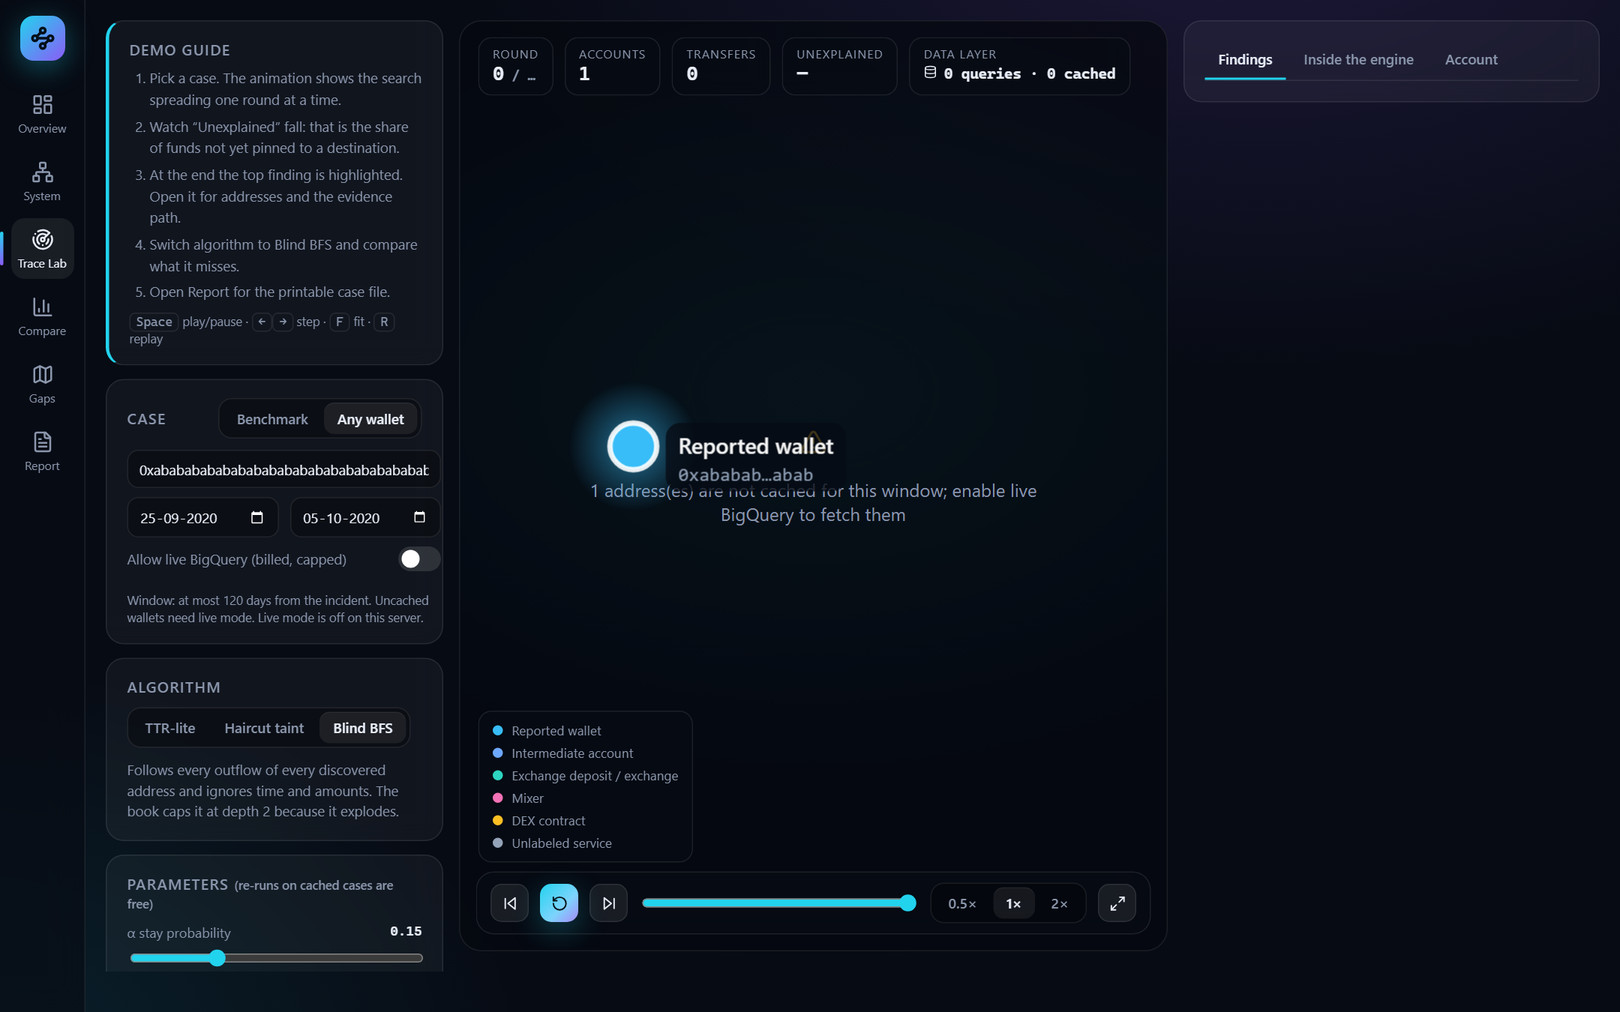 Overview
System
Trace Lab
Compare
Gaps
Report
DEMO GUIDE
1. Pick a case. The animation shows the search
spreading one round at a time.
2. Watch "Unexplained" fall: that is the share
of funds not yet pinned to a destination.
3. At the end the top finding is highlighted.
Open it for addresses and the evidence
path.
4. Switch algorithm to Blind BFS and compare
what it misses.
5. Open Report for the printable case file.
Space play/pause · ← → step · F fit · R
replay
CASE
Benchmark Any wallet
0xabababababababababababababababababab
25-09-2020 05-10-2020
Allow live BigQuery (billed, capped)
Window: at most 120 days from the incident. Uncached
wallets need live mode. Live mode is off on this server.
ALGORITHM
TTR-lite Haircut taint Blind BFS
Follows every outflow of every discovered
address and ignores time and amounts. The
book caps it at depth 2 because it explodes.
PARAMETERS (re-runs on cached cases are
free)
α stay probability 0.15
ROUND
0 / …
ACCOUNTS
1
TRANSFERS
0
UNEXPLAINED
—
DATA LAYER
0 queries · 0 cached
Reported wallet
0xababab…abab
1 address(es) are not cached for this window; enable live
BigQuery to fetch them
Reported wallet
Intermediate account
Exchange deposit / exchange
Mixer
DEX contract
Unlabeled service
0.5× 1× 2×
Findings Inside the engine Account